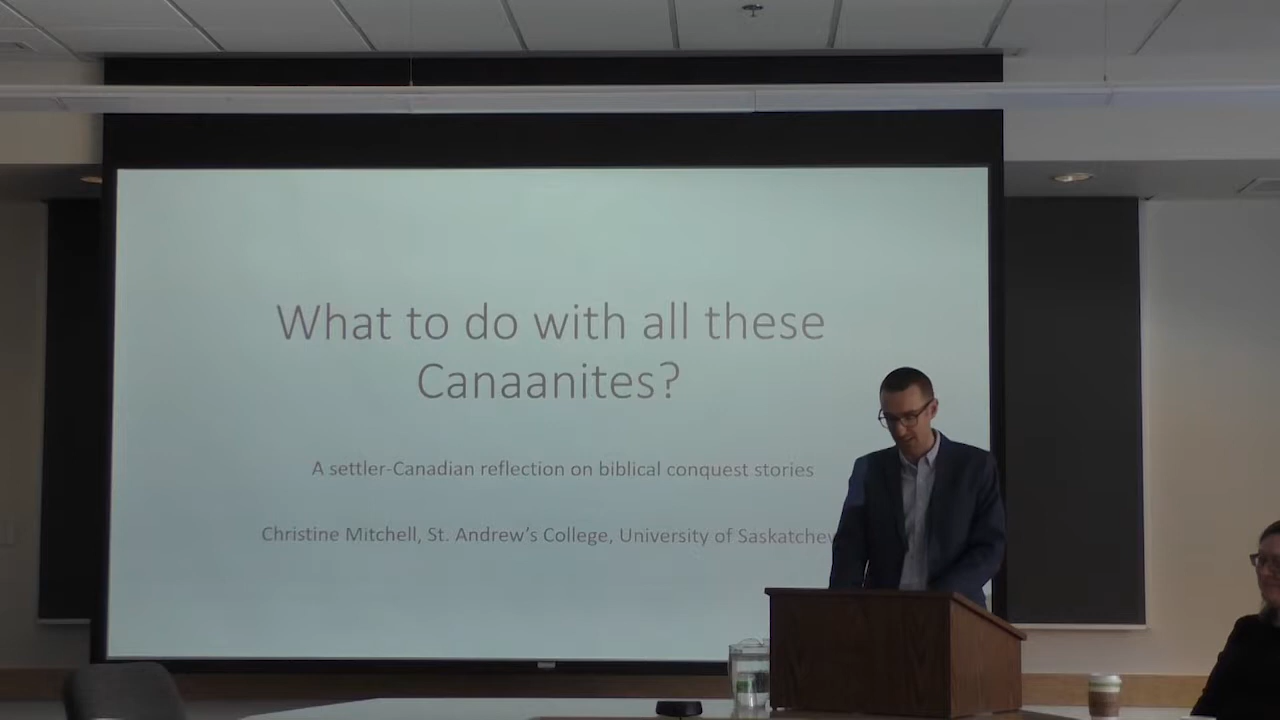 What to do with all these
Canaanites?
A settler-Canadian reflection on biblical conquest stories
Christine Mitchell, St. Andrew's College, University of